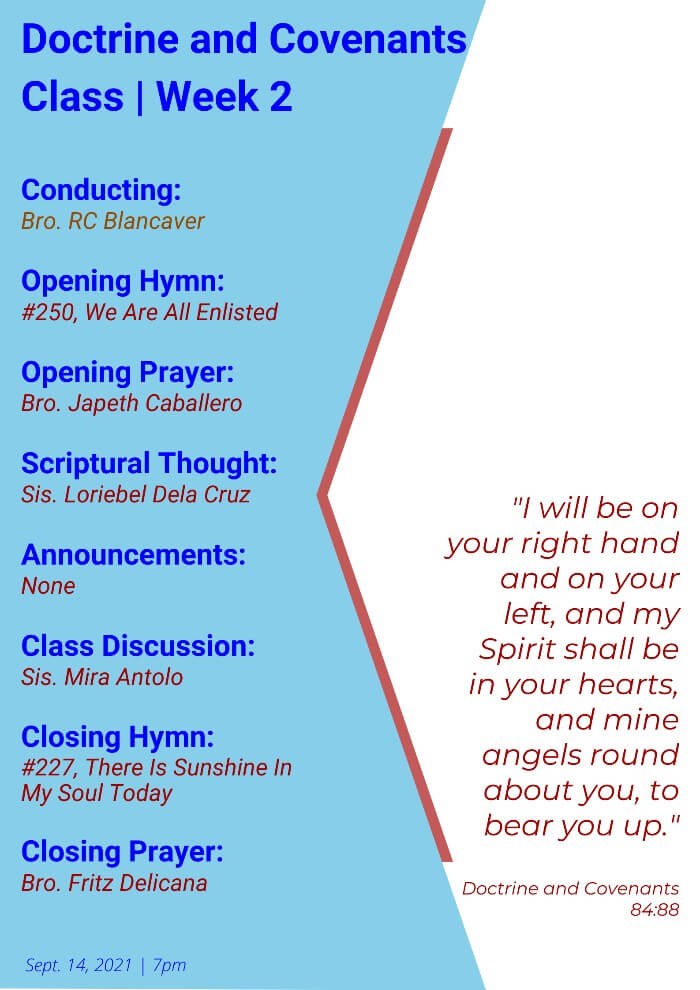 Doctrine and Covenants
Class | Week 2
Conducting:
Bro. RC Blancaver
Opening Hymn:
#250, We Are All Enlisted
Opening Prayer:
Bro. Japeth Caballero
Scriptural Thought:
Sis. Loriebel Dela Cruz
Announcements:
None
Class Discussion:
Sis. Mira Antolo
Closing Hymn:
#227, There Is Sunshine In
My Soul Today
Closing Prayer:
Bro. Fritz Delicana
Sept. 14, 2021 | 7pm
"I will be on
your right hand
and on your
left, and my
Spirit shall be
in your hearts,
and mine
angels round
about you, to
bear you up."
Doctrine and Covenants
84:88